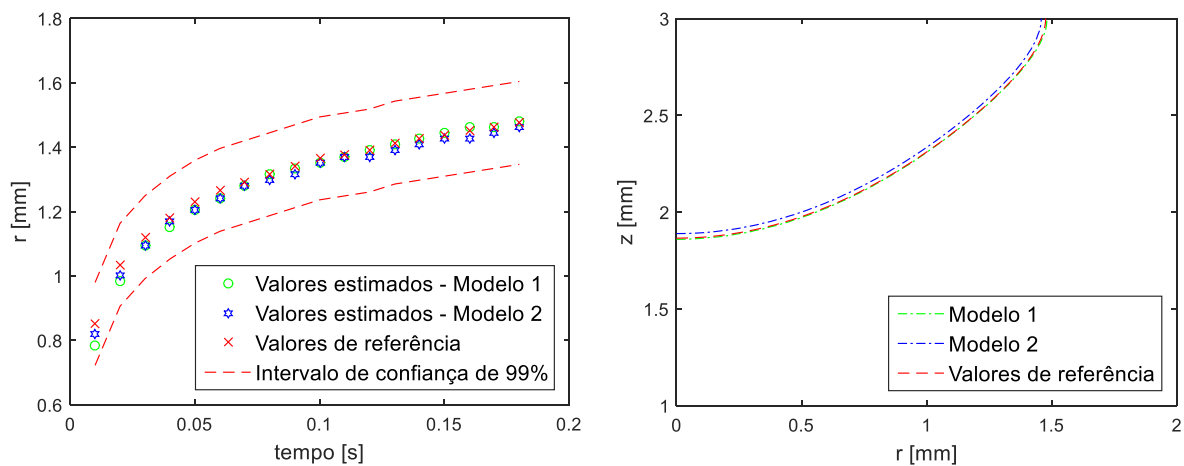 1.8
1.6
1.4
1.2
1
0.8
0.6
r [mm]
0
0.05
0.1
0.15
0.2
tempo [s]
Valores estimados - Modelo 1
Valores estimados - Modelo 2
Valores de referência
Intervalo de confiança de 99%
3
2.5
2
1.5
1
z [mm]
0
0.5
1
1.5
2
r [mm]
Modelo 1
Modelo 2
Valores de referência